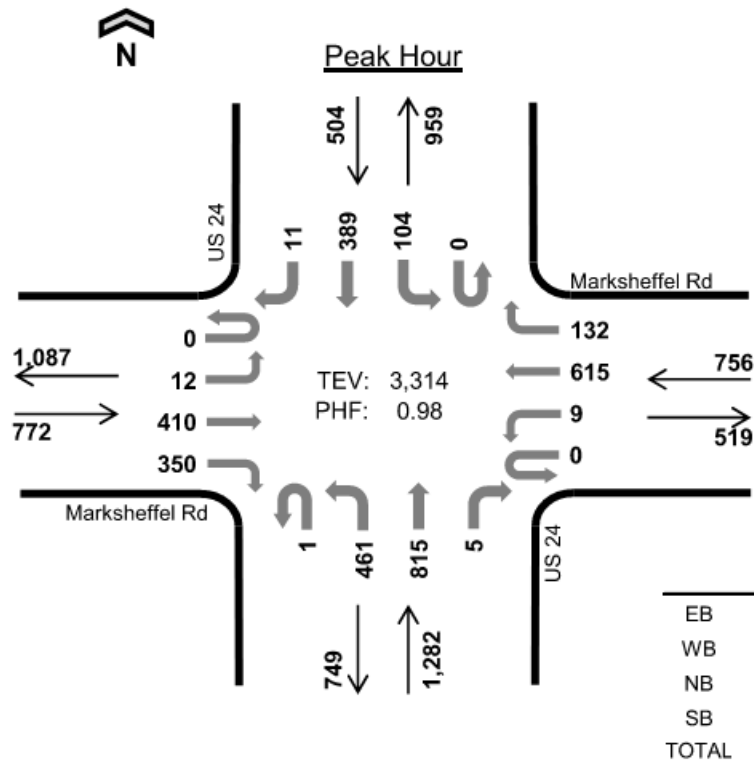 N
Peak Hour
504
959
US 24
11
389
104
0
Marksheffel Rd
0
132
1,087
12
TEV: 3,314
615
756
772
410
PHF: 0.98
9
519
350
0
Marksheffel Rd
1
461
815
5
US 24
749
1,282
EB
WB
NB
SB
TOTAL